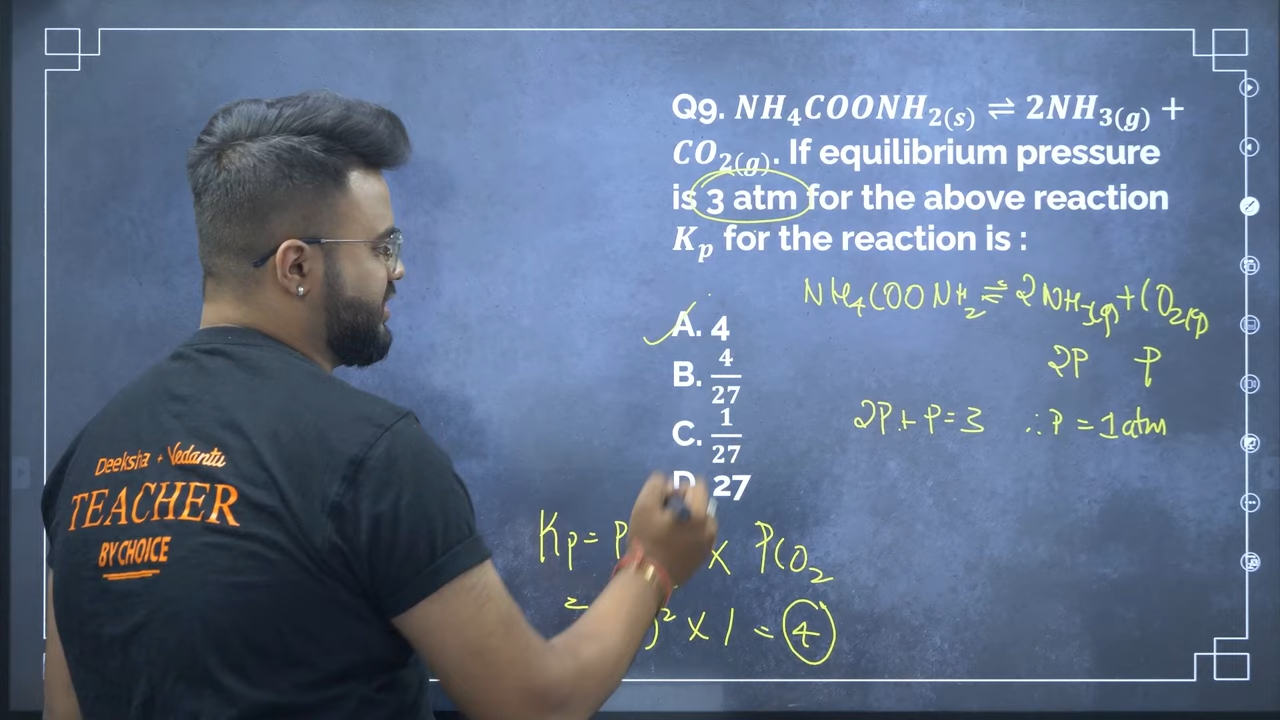 Q9. NH₄COONH₂₍ₛ₎ ⇌ 2NH₃₍g₎ +
CO₂₍g₎. If equilibrium pressure
is 3 atm for the above reaction
Kₚ for the reaction is :
A. 4
B. 4/27
C. 1/27
D. 27
NH₄COONH₂ ⇌ 2NH₃₍g₎ + CO₂₍g₎
2P P
2P + P = 3 ∴ P = 1 atm
Kp = P × PCO₂
² × 1 = 4
Deeksha + Vedantu
TEACHER
BY CHOICE